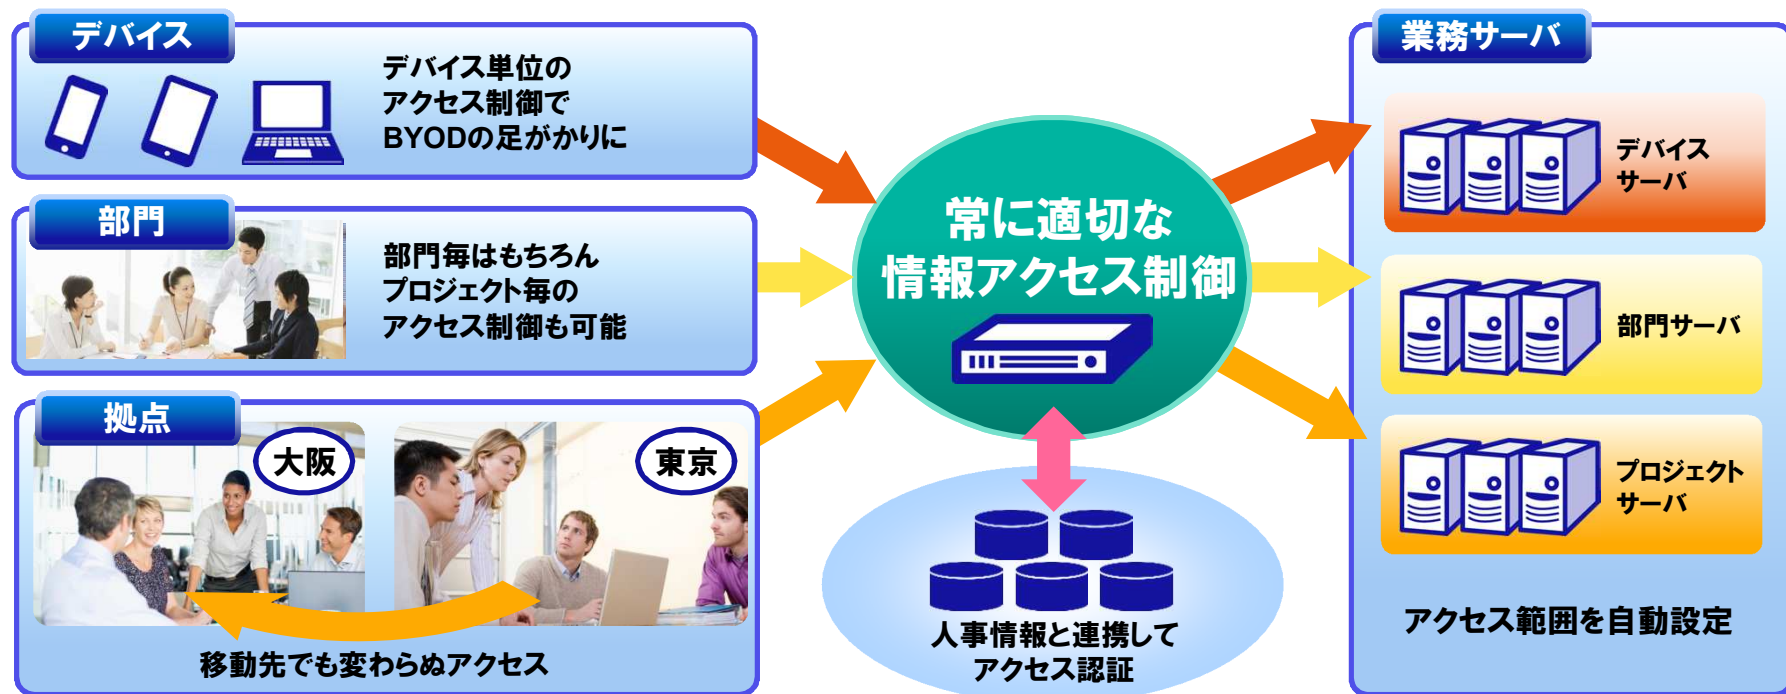 デバイス
デバイス単位の
アクセス制御で
BYODの足がかりに
部門
部門毎はもちろん
プロジェクト毎の
アクセス制御も可能
拠点
大阪
東京
移動先でも変わらぬアクセス
常に適切な
情報アクセス制御
人事情報と連携して
アクセス認証
業務サーバ
デバイス
サーバ
部門サーバ
プロジェクト
サーバ
アクセス範囲を自動設定